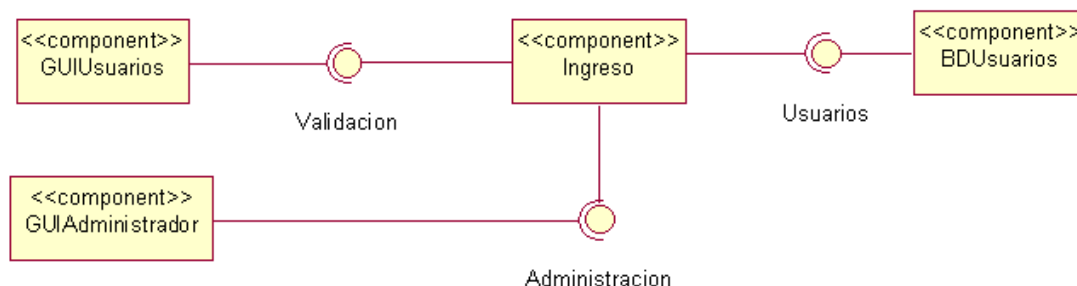 <<component>>
GUIUsuarios
Validacion
<<component>>
Ingreso
Usuarios
<<component>>
BDUsuarios
<<component>>
GUIAdministrador
Administracion